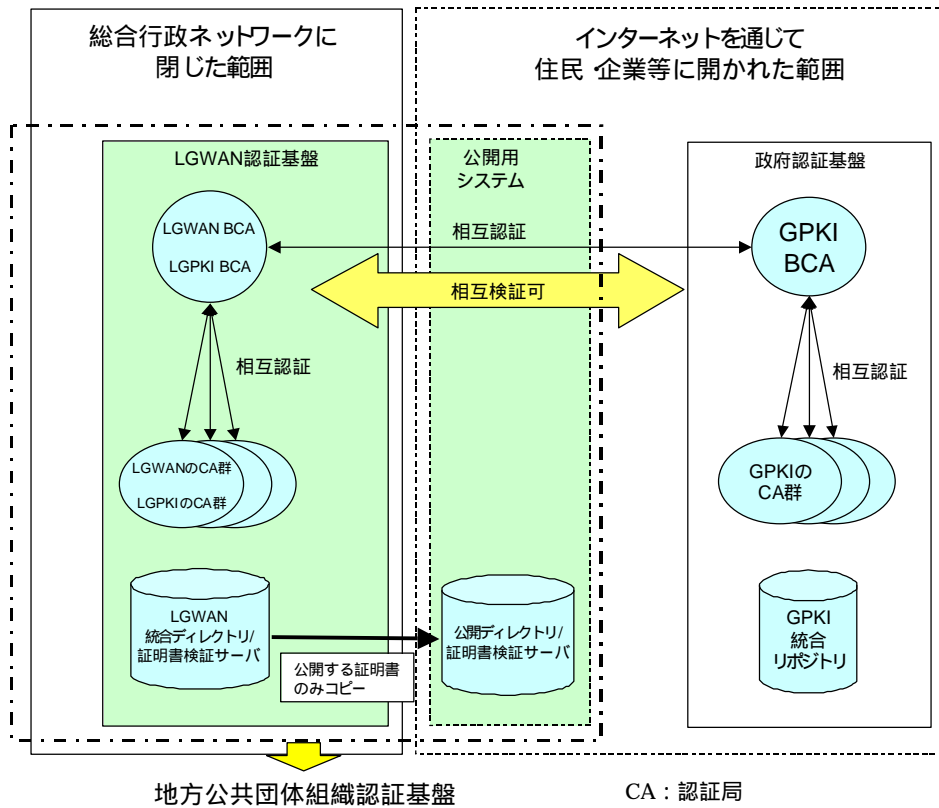 総合行政ネットワークに
閉じた範囲
インターネットを通じて
住民・企業等に開かれた範囲
LGWAN認証基盤
公開用
システム
政府認証基盤
LGWAN BCA
LGPKI BCA
相互認証
GPKI
BCA
相互検証可
相互認証
相互認証
LGWANのCA群
LGPKIのCA群
GPKIの
CA群
LGWAN
統合ディレクトリ/
証明書検証サーバ
公開ディレクトリ/
証明書検証サーバ
GPKI
統合
リポジトリ
公開する証明書
のみコピー
地方公共団体組織認証基盤
CA：認証局